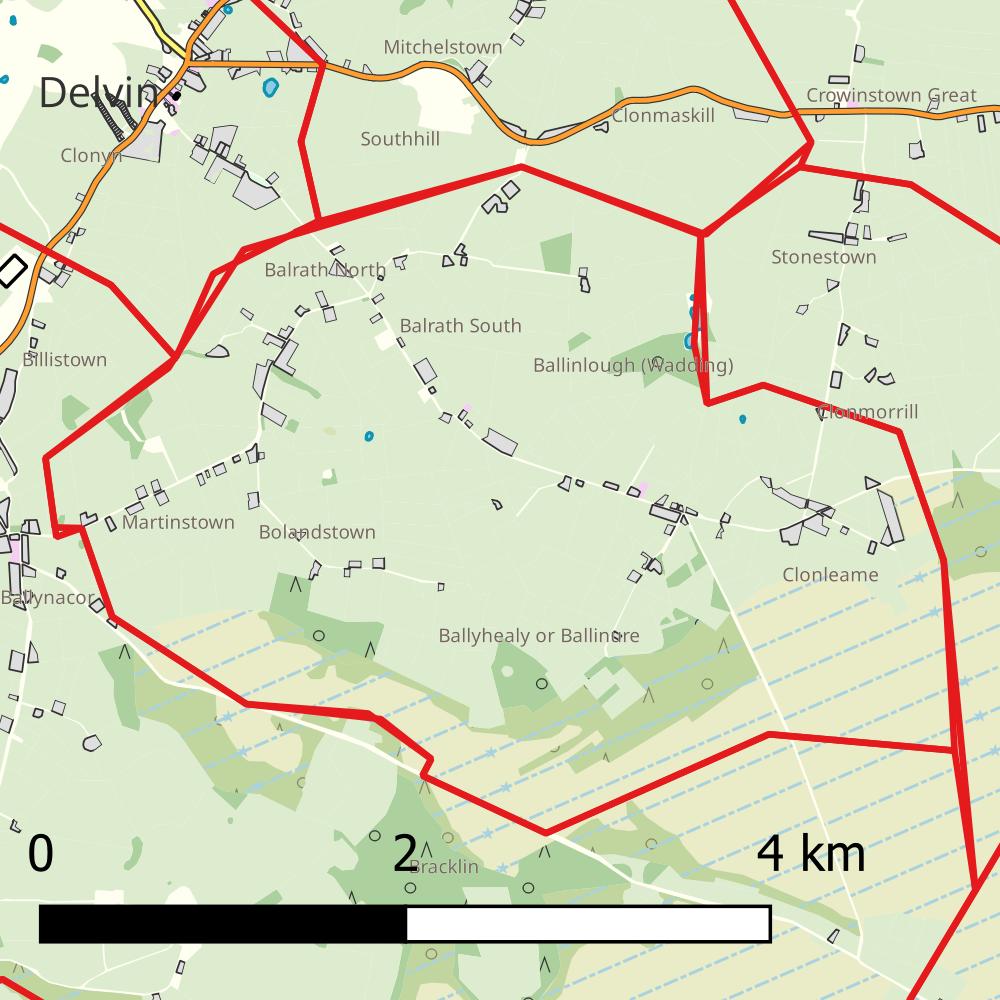 Mitchelstown
Delvin
Crowinstown Great
Clonmaskill
Southhill
Clonyn
Stonestown
Balrath North
Balrath South
Billistown
Ballinlough (Wadding)
Clonmorrill
Martinstown
Bolandstown
Clonleame
Ballynacor
Ballyhealy or Ballinure
0 2 4 km
Bracklin